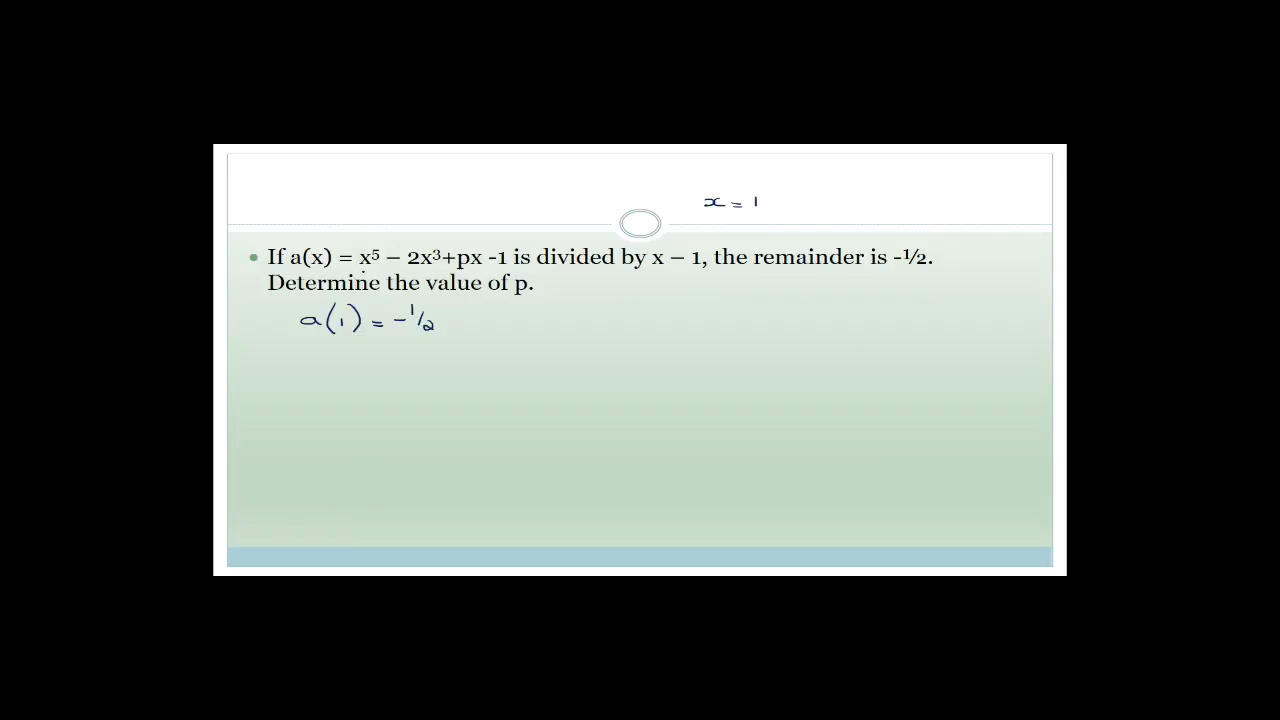 x = 1
If a(x) = x⁵ – 2x³+px -1 is divided by x – 1, the remainder is -½.
Determine the value of p.
a(1) = -1/2